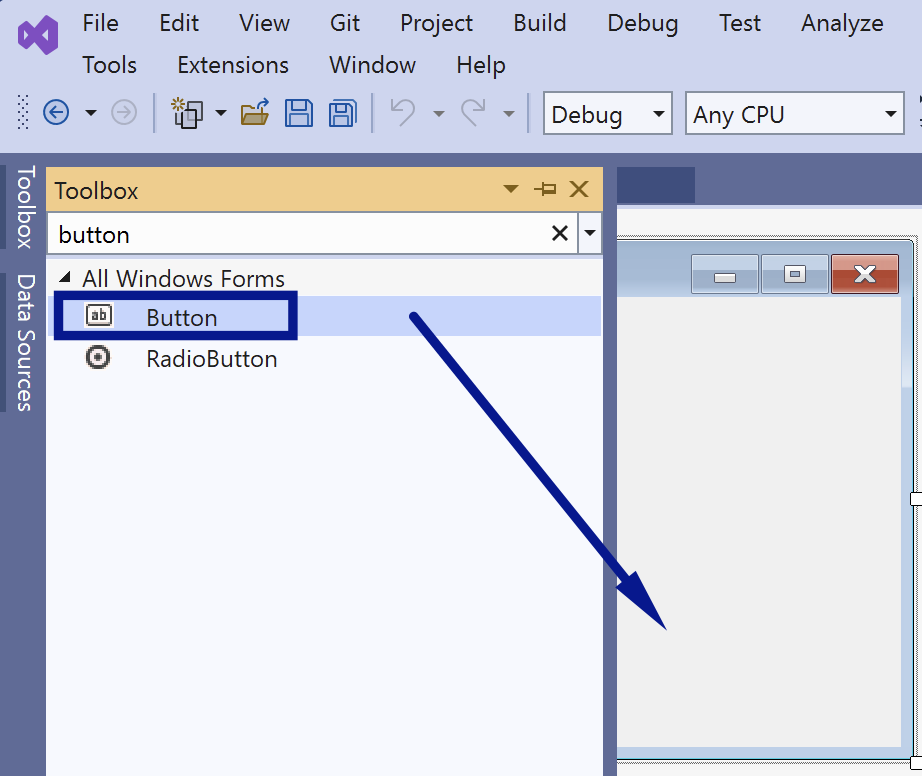 File Edit View Git Project Build Debug Test Analyze
Tools Extensions Window Help
Debug Any CPU
Toolbox
Data Sources
Toolbox
button
All Windows Forms
ab Button
RadioButton